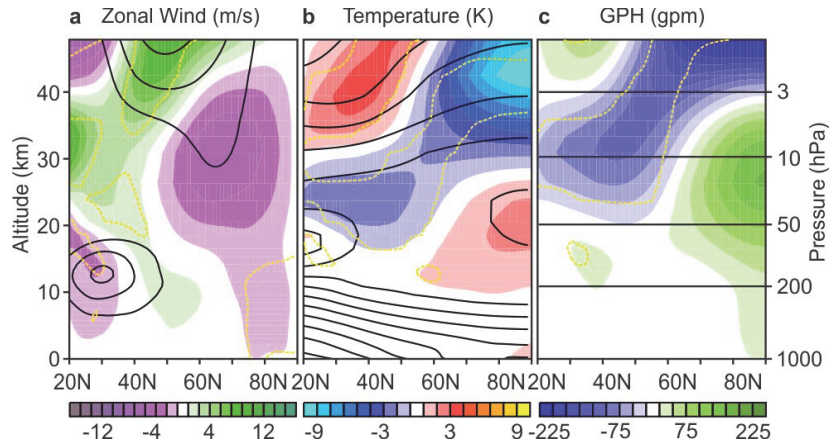 a Zonal Wind (m/s)
b Temperature (K)
c GPH (gpm)
Altitude (km)
40
30
20
10
0
3
10
50
200
1000
Pressure (hPa)
20N 40N 60N 80N
20N 40N 60N 80N
20N 40N 60N 80N
-12 -4 4 12
-9 -3 3 9
-225 -75 75 225